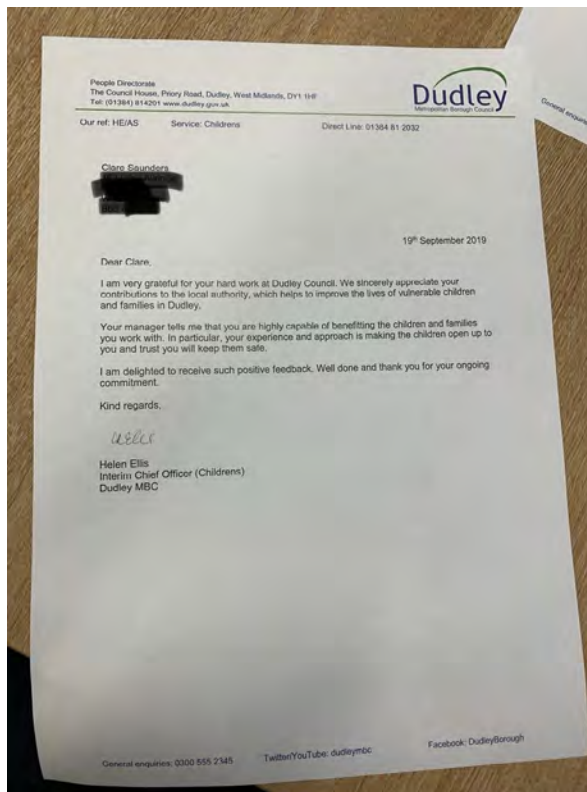 People Directorate
The Council House, Priory Road, Dudley, West Midlands, DY1 1HF
Tel: (01384) 814201 www.dudley.gov.uk
Dudley
Metropolitan Borough Council
Our ref: HE/AS Service: Childrens Direct Line: 01384 81 2032
Clare Saunders
19th September 2019
Dear Clare,
I am very grateful for your hard work at Dudley Council. We sincerely appreciate your
contributions to the local authority, which helps to improve the lives of vulnerable children
and families in Dudley.
Your manager tells me that you are highly capable of benefitting the children and families
you work with. In particular, your experience and approach is making the children open up to
you and trust you will keep them safe.
I am delighted to receive such positive feedback. Well done and thank you for your ongoing
commitment.
Kind regards,
Helen Ellis
Interim Chief Officer (Childrens)
Dudley MBC
General enquiries: 0300 555 2345 Twitter/YouTube: dudleymbc Facebook: DudleyBorough
General